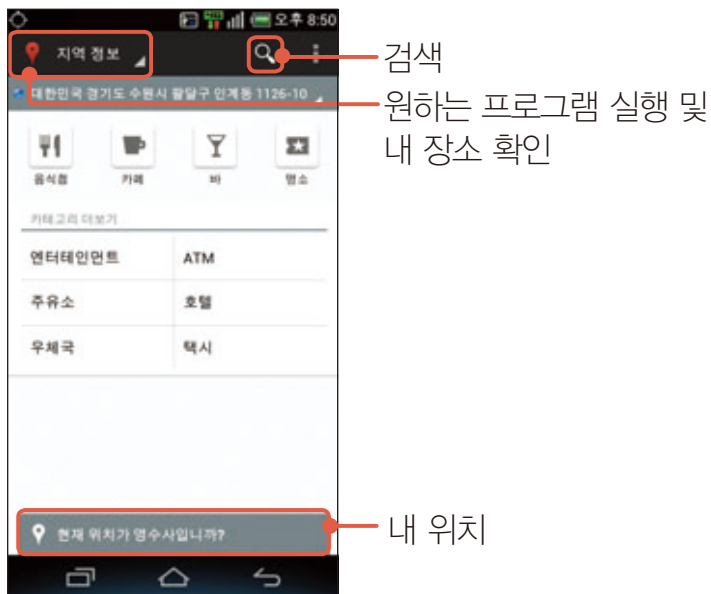 오후 8:50
지역 정보
검색
대한민국 경기도 수원시 팔달구 인계동 1126-10
원하는 프로그램 실행 및
내 장소 확인
음식점 카페 바 명소
카테고리 더보기
엔터테인먼트 ATM
주유소 호텔
우체국 택시
현재 위치가 영수사입니까?
내 위치